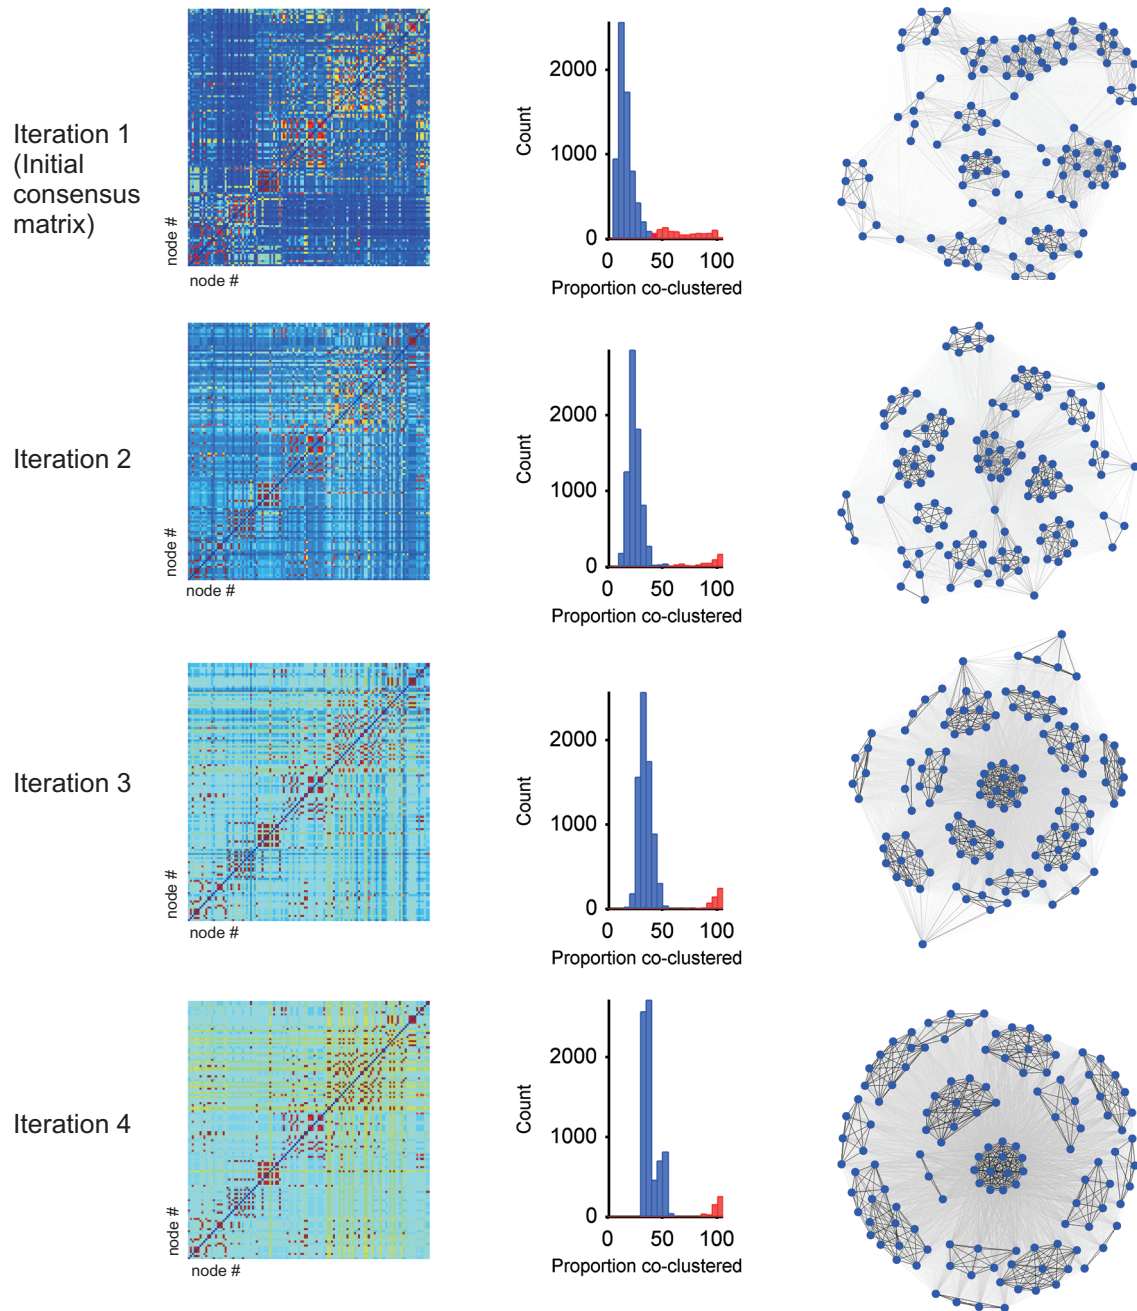 Iteration 1
(Initial
consensus
matrix)
node #
node #
Count
2000
1000
0
0 50 100
Proportion co-clustered
Iteration 2
node #
node #
Count
2000
1000
0
0 50 100
Proportion co-clustered
Iteration 3
node #
node #
Count
2000
1000
0
0 50 100
Proportion co-clustered
Iteration 4
node #
node #
Count
2000
1000
0
0 50 100
Proportion co-clustered